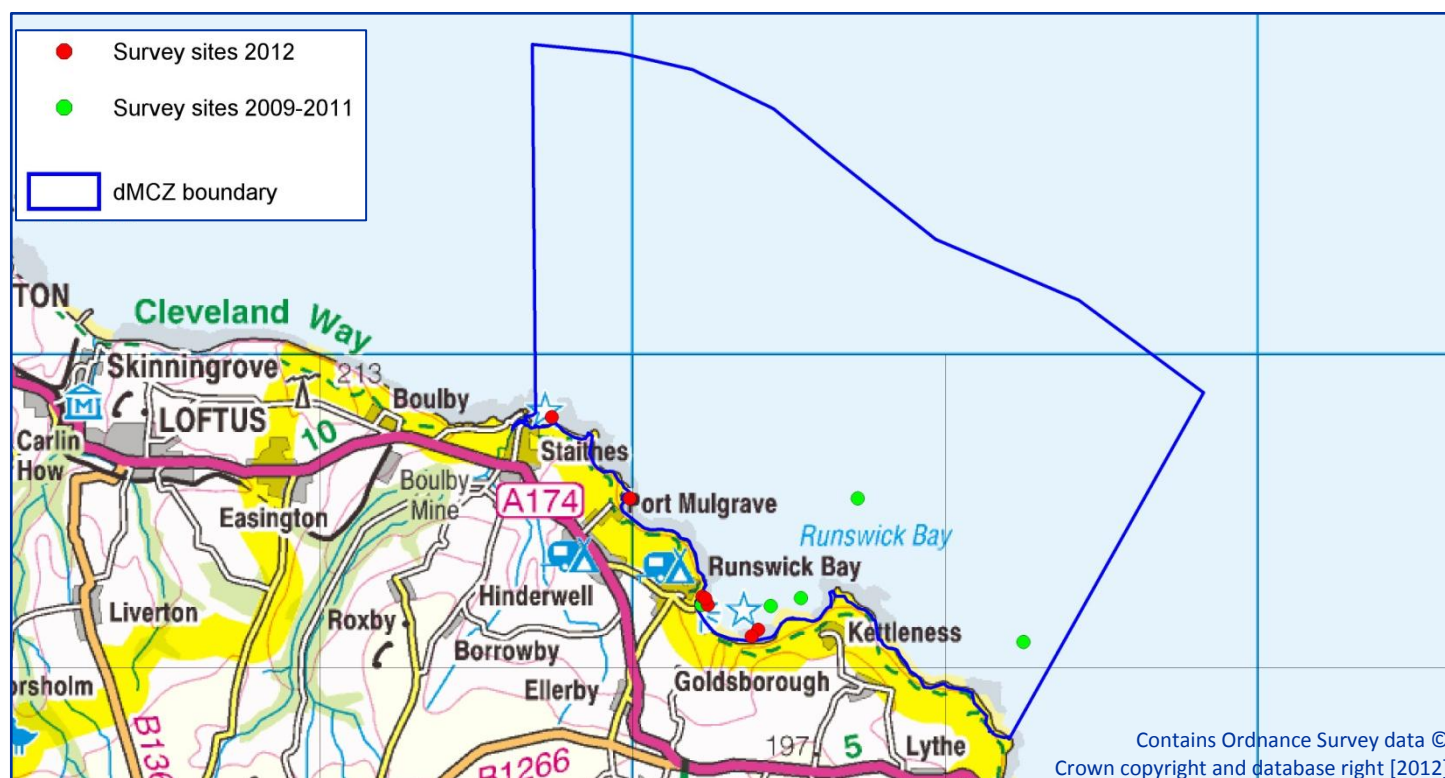 Survey sites 2012
Survey sites 2009-2011
dMCZ boundary
TON
Cleveland Way
Skinningrove
213
Boulby
M
LOFTUS
10
Carlin
How
Staithes
Boulby
Mine
A174
Port Mulgrave
Easington
Runswick Bay
Runswick Bay
Hinderwell
Liverton
Roxby
Kettleness
Borrowby
orsholm
Ellerby
Goldsborough
197
5
Lythe
B136
B1266
Contains Ordnance Survey data ©
Crown copyright and database right [2012]